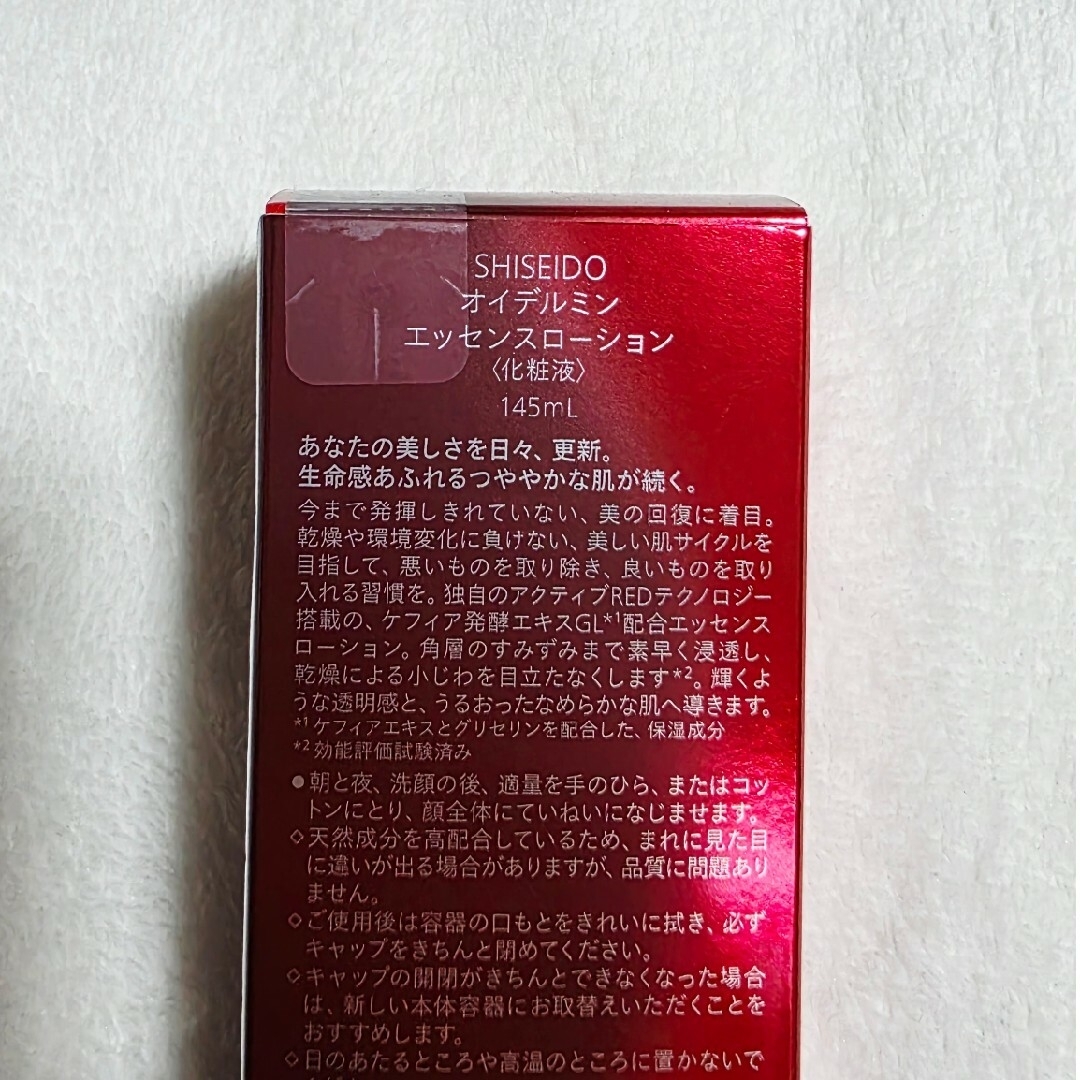 SHISEIDO
オイデルミン
エッセンスローション
〈化粧液〉
145mL
あなたの美しさを日々、更新。
生命感あふれるつややかな肌が続く。
今まで発揮しきれていない、美の回復に着目。
乾燥や環境変化に負けない、美しい肌サイクルを
目指して、悪いものを取り除き、良いものを取り
入れる習慣を。独自のアクティブREDテクノロジー
搭載の、ケフィア発酵エキスGL*1配合エッセンス
ローション。角層のすみずみまで素早く浸透し、
乾燥による小じわを目立たなくします*2。輝くよ
うな透明感と、うるおったなめらかな肌へ導きます。
*1 ケフィアエキスとグリセリンを配合した、保湿成分
*2 効能評価試験済み
●朝と夜、洗顔の後、適量を手のひら、またはコッ
トンにとり、顔全体にていねいになじませます。
◇天然成分を高配合しているため、まれに見た目
に違いが出る場合がありますが、品質に問題あり
ません。
◇ご使用後は容器の口もとをきれいに拭き、必ず
キャップをきちんと閉めてください。
◇キャップの開閉がきちんとできなくなった場合
は、新しい本体容器にお取替えいただくことを
おすすめします。
◇日のあたるところや高温のところに置かないで